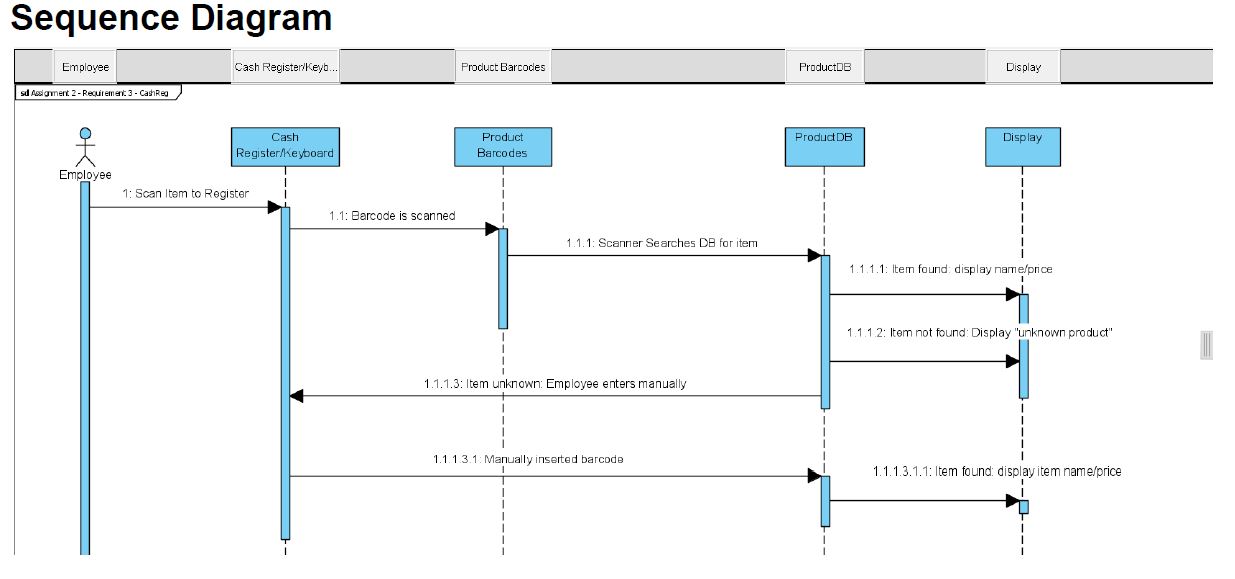 Sequence Diagram
Employee
Cash Register/Keyb...
Product Barcodes
ProductDB
Display
sd Assignment 2 - Requirement 3 - CashReg
Employee
Cash
Register/Keyboard
Product
Barcodes
ProductDB
Display
1: Scan Item to Register
1.1: Barcode is scanned
1.1.1: Scanner Searches DB for item
1.1.1.1: Item found: display name/price
1.1.1.2: Item not found: Display "unknown product"
1.1.1.3: Item unknown: Employee enters manually
1.1.1.3.1: Manually inserted barcode
1.1.1.3.1.1: Item found: display item name/price